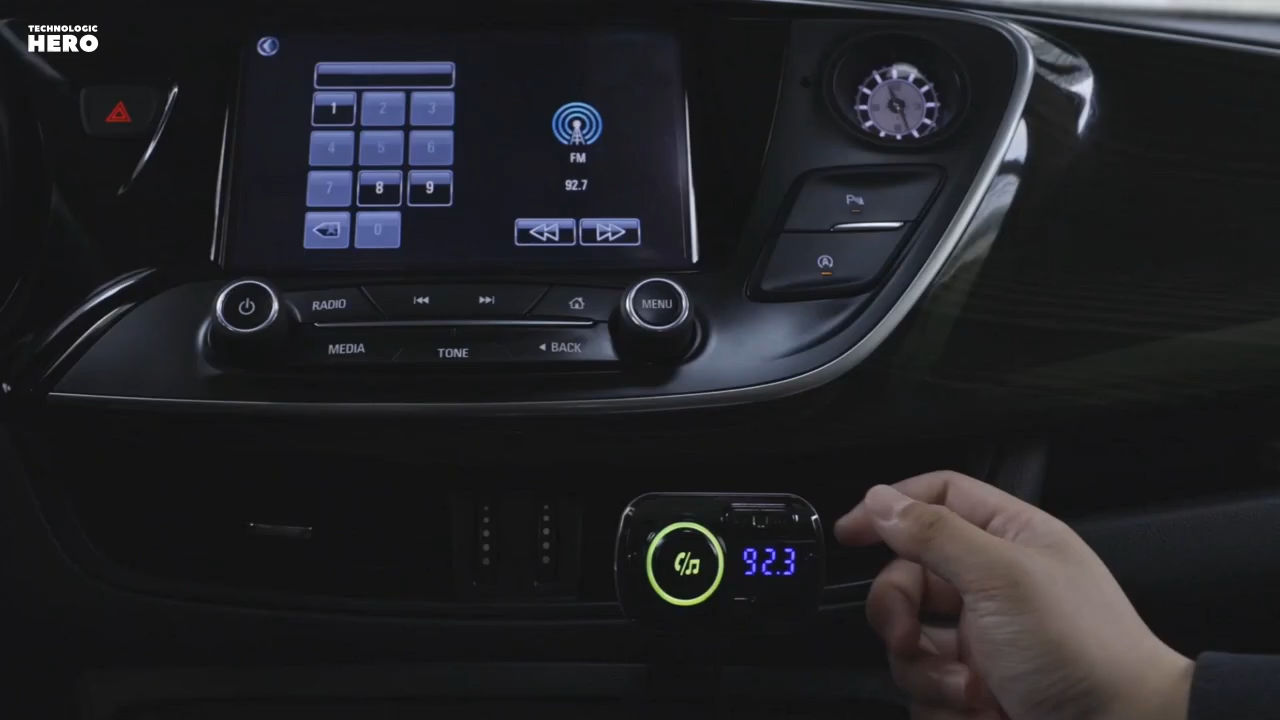 TECHNOLOGIC
HERO
1 2 3
4 5 6
7 8 9
0
FM
92.7
RADIO
MENU
MEDIA
TONE
BACK
92.3